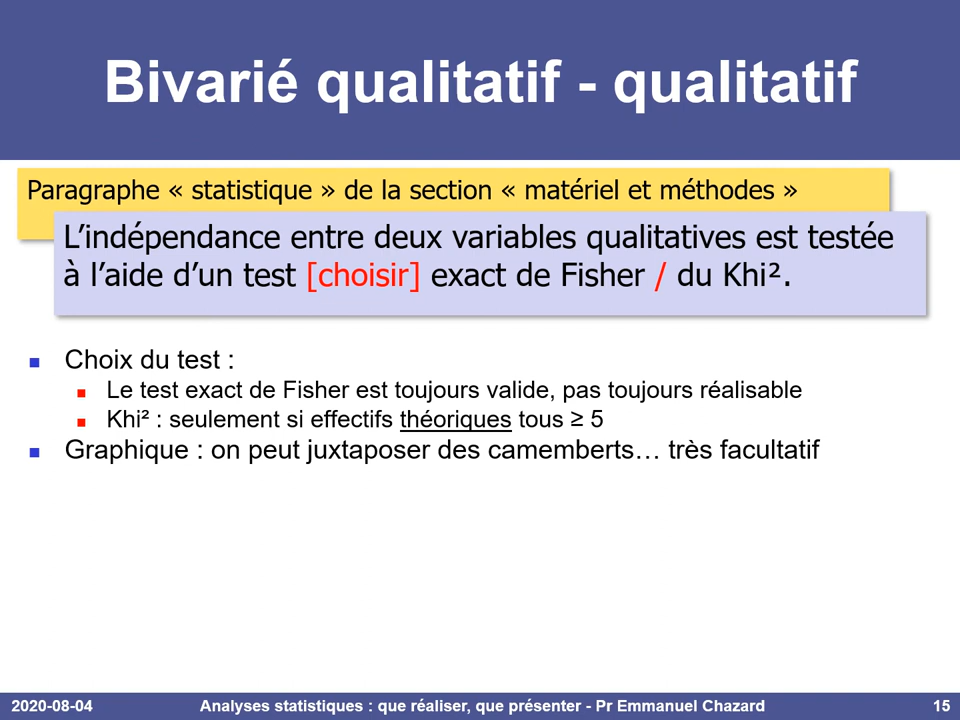 Bivarié qualitatif - qualitatif
Paragraphe « statistique » de la section « matériel et méthodes »
L’indépendance entre deux variables qualitatives est testée
à l’aide d’un test [choisir] exact de Fisher / du Khi².
Choix du test :
Le test exact de Fisher est toujours valide, pas toujours réalisable
Khi² : seulement si effectifs théoriques tous ≥ 5
Graphique : on peut juxtaposer des camemberts… très facultatif
2020-08-04 Analyses statistiques : que réaliser, que présenter - Pr Emmanuel Chazard 15